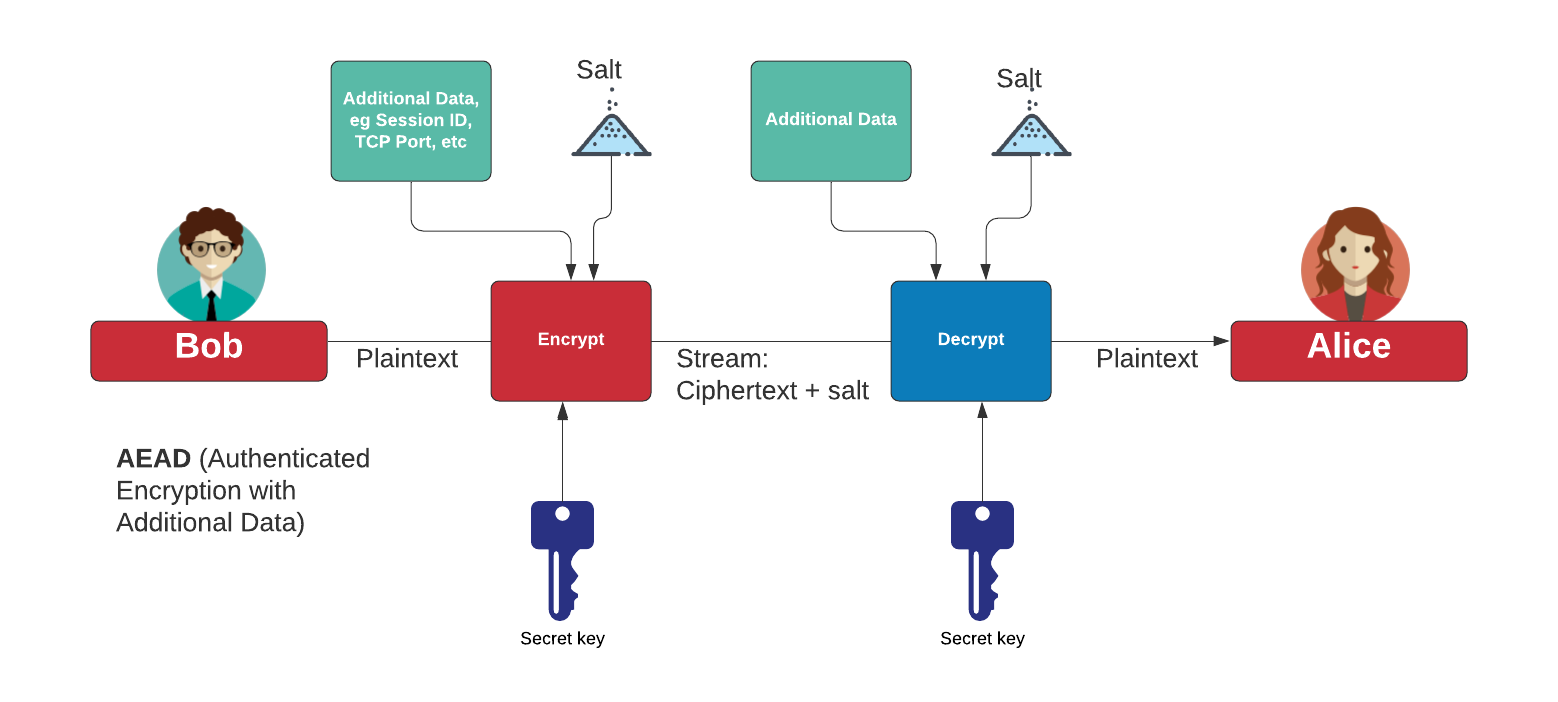 Salt
Salt
Additional Data,
eg Session ID,
TCP Port, etc
Additional Data
Bob
Plaintext
Encrypt
Stream:
Ciphertext + salt
Decrypt
Plaintext
Alice
AEAD (Authenticated
Encryption with
Additional Data)
Secret key
Secret key